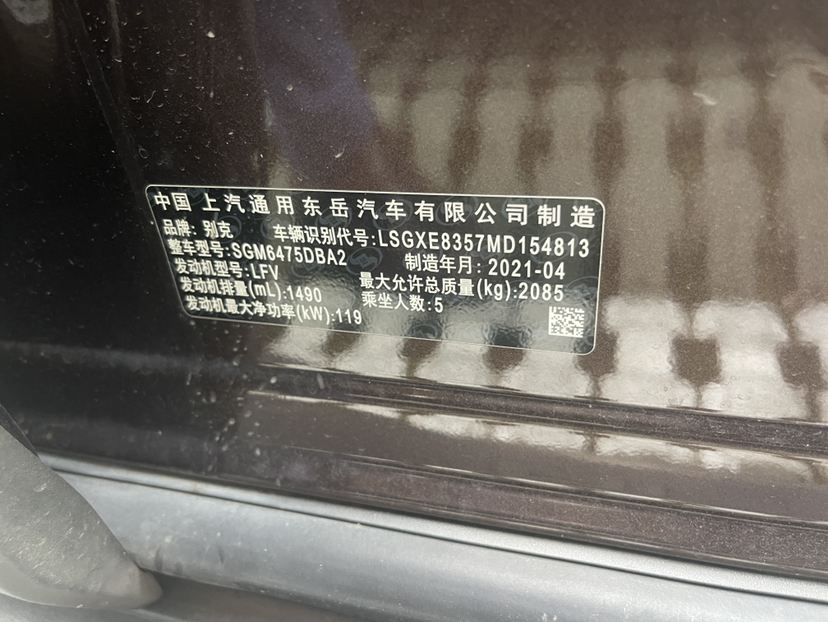 中国 上汽通用东岳汽车有限公司制造
品牌: 别克 车辆识别代号:LSGXE8357MD154813
整车型号:SGM6475DBA2 制造年月: 2021-04
发动机型号:LFV 最大允许总质量(kg):2085
发动机排量(mL):1490 乘坐人数:5
发动机最大净功率(kW):119